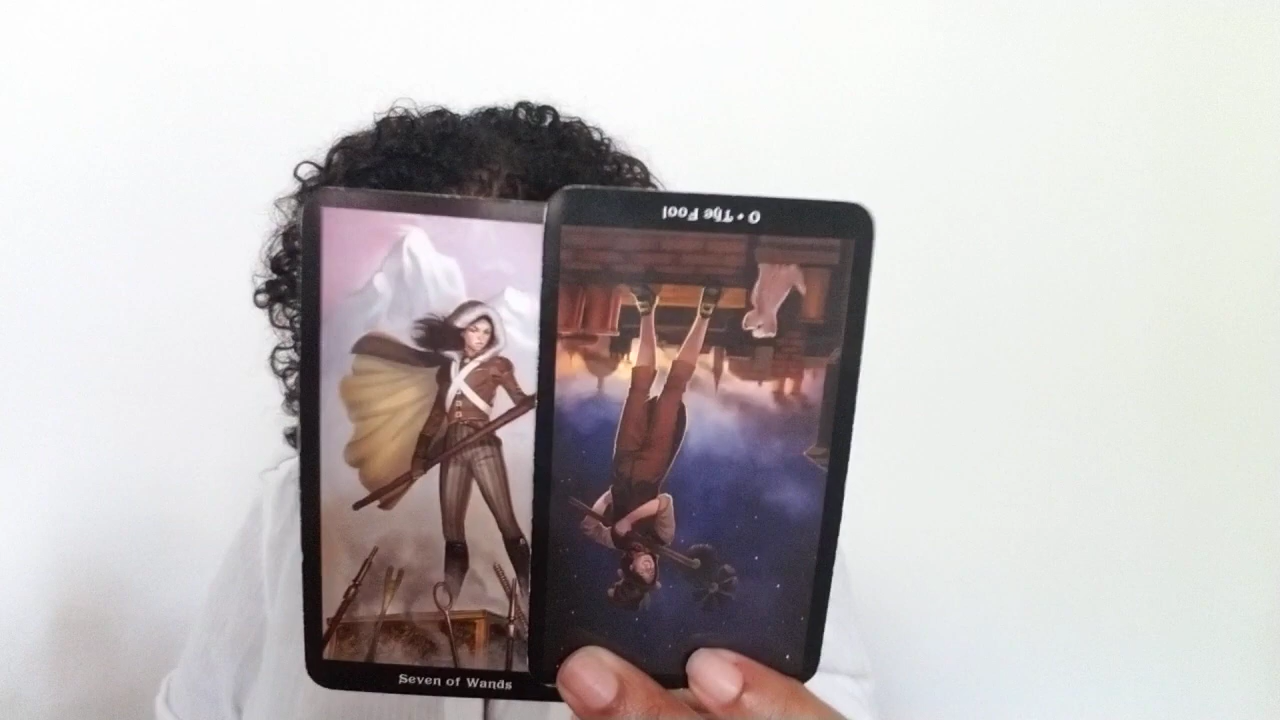 0 • The Fool
Seven of Wands